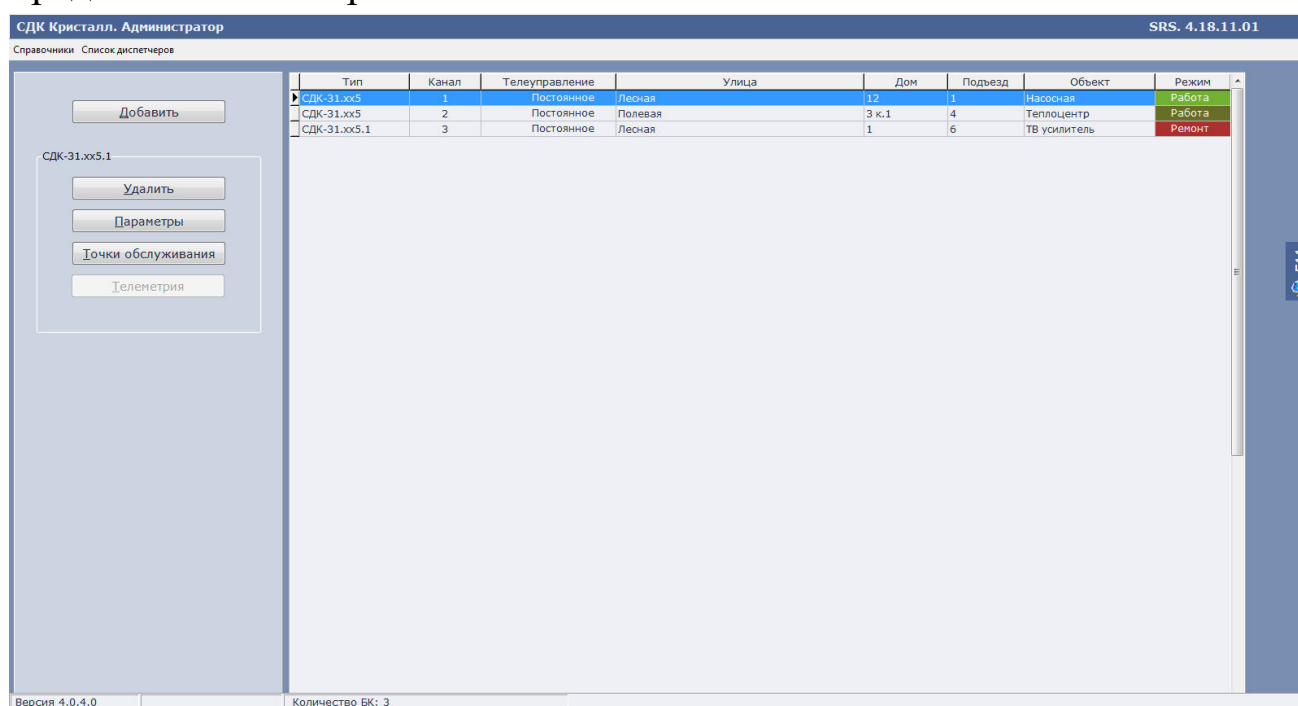 СДК Кристалл. Администратор SRS. 4.18.11.01
Справочники Список диспетчеров
Тип Канал Телеуправление Улица Дом Подъезд Объект Режим
СДК-31.xx5 1 Постоянное Лесная 12 1 Насосная Работа
СДК-31.xx5 2 Постоянное Полевая 3 к.1 4 Теплоцентр Работа
СДК-31.xx5.1 3 Постоянное Лесная 1 6 ТВ усилитель Ремонт
Добавить
СДК-31.xx5.1
Удалить
Параметры
Точки обслуживания
Телеметрия
Версия 4.0.4.0 Количество БК: 3